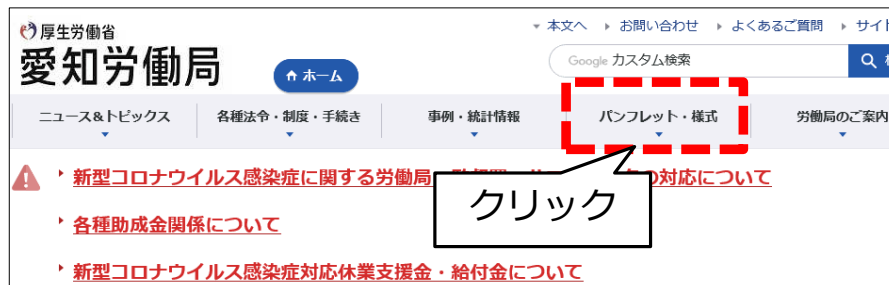 厚生労働省
本文へ お問い合わせ よくあるご質問 サイト
愛知労働局
ホーム
Google カスタム検索
ニュース&トピックス 各種法令・制度・手続き 事例・統計情報 パンフレット・様式 労働局のご案内
新型コロナウイルス感染症に関する労働局 の対応について
クリック
各種助成金関係について
新型コロナウイルス感染症対応休業支援金・給付金について